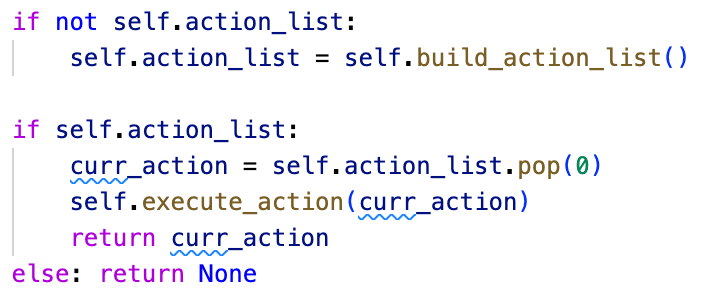 if not self.action_list:
    self.action_list = self.build_action_list()

if self.action_list:
    curr_action = self.action_list.pop(0)
    self.execute_action(curr_action)
    return curr_action
else: return None